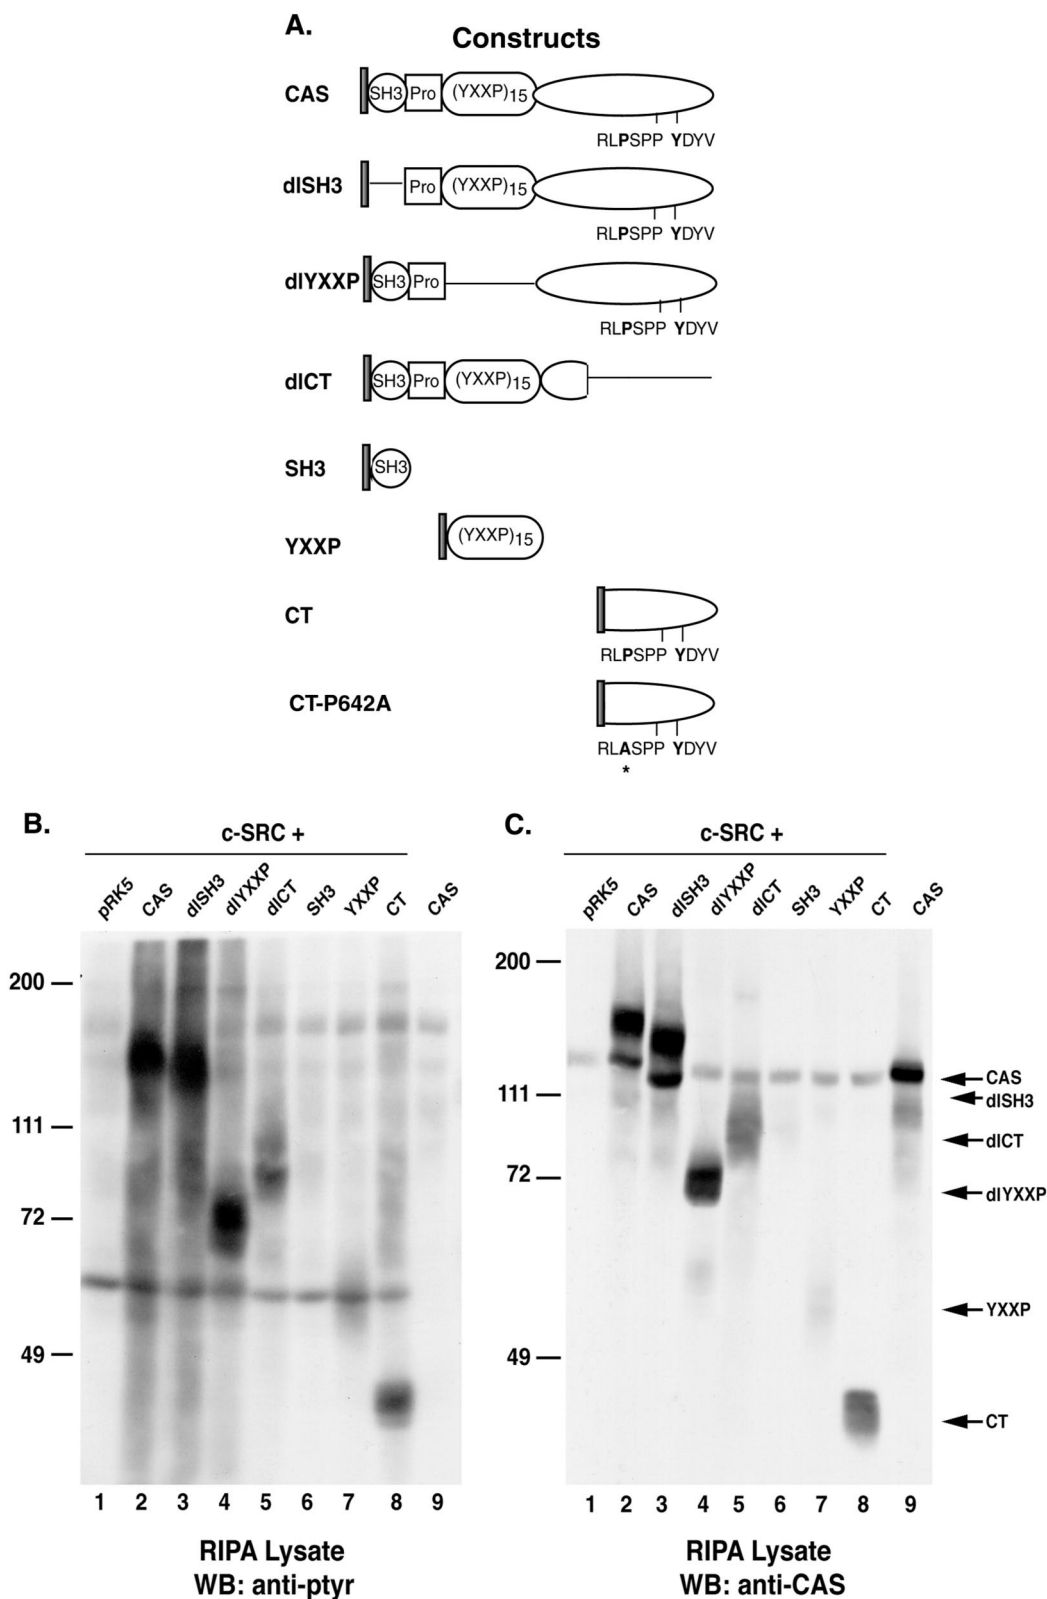 A.
Constructs
CAS
SH3 Pro (YXXP)15
RLPSPP YDYV
dlSH3
Pro (YXXP)15
RLPSPP YDYV
dlYXXP
SH3 Pro
RLPSPP YDYV
dlCT
SH3 Pro (YXXP)15
SH3
SH3
YXXP
(YXXP)15
CT
RLPSPP YDYV
CT-P642A
RLASPP YDYV
*
B.
c-SRC +
pRK5 CAS dlSH3 dlYXXP dlCT SH3 YXXP CT CAS
200
111
72
49
1 2 3 4 5 6 7 8 9
RIPA Lysate
WB: anti-ptyr
C.
c-SRC +
pRK5 CAS dlSH3 dlYXXP dlCT SH3 YXXP CT CAS
200
111
72
49
CAS
dlSH3
dlCT
dlYXXP
YXXP
CT
1 2 3 4 5 6 7 8 9
RIPA Lysate
WB: anti-CAS